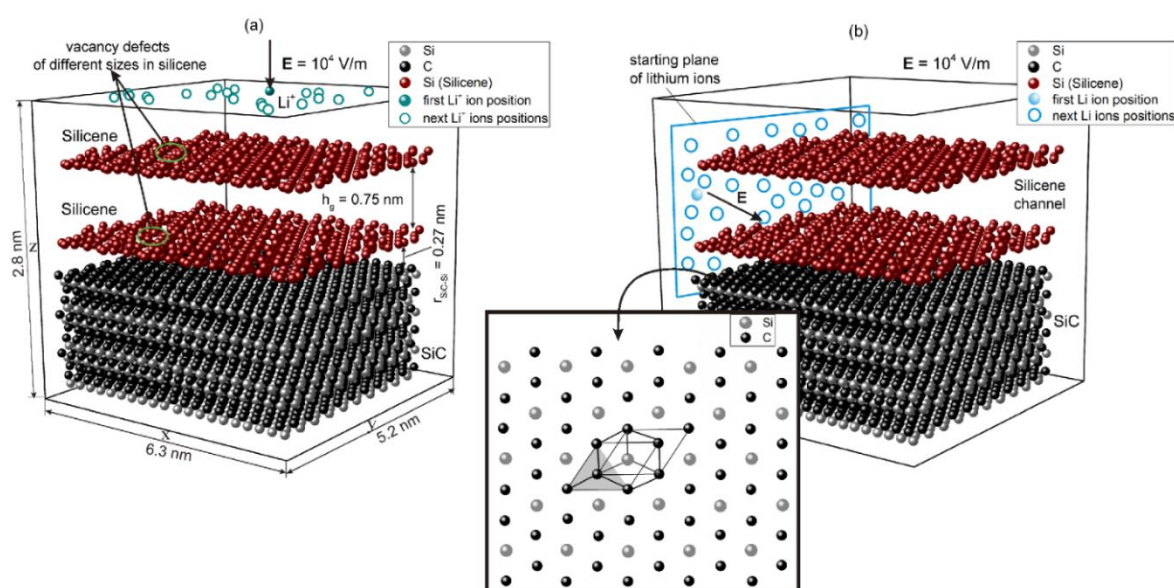 (a)
vacancy defects
of different sizes in silicene
E = 10⁴ V/m
Si
C
Si (Silicene)
first Li⁺ ion position
next Li⁺ ions positions
Li⁺
Silicene
Silicene
h_g = 0.75 nm
r_SiC-Si = 0.27 nm
2.8 nm
z
SiC
x
6.3 nm
y
5.2 nm
(b)
starting plane
of lithium ions
E = 10⁴ V/m
Si
C
Si (Silicene)
first Li ion position
next Li ions positions
E
Silicene
channel
SiC
Si
C